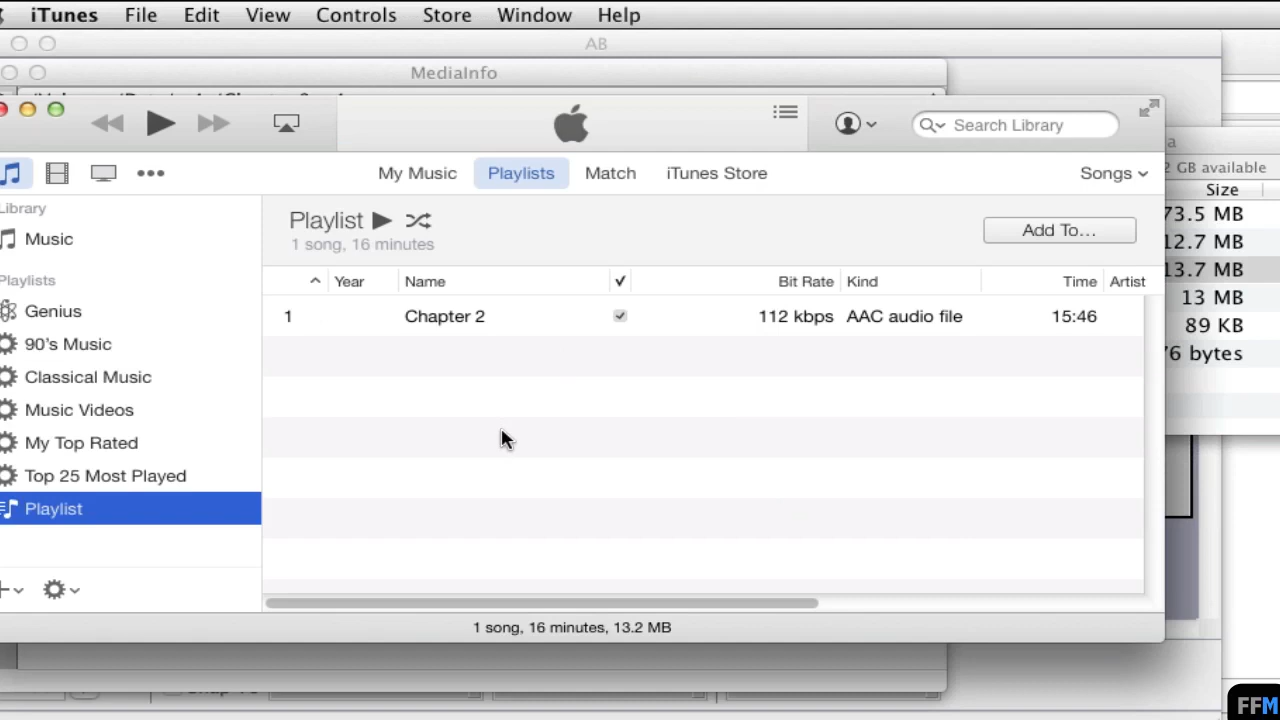 iTunes File Edit View Controls Store Window Help
AB
MediaInfo
Search Library
My Music Playlists Match iTunes Store Songs
Library
Music
Playlists
Genius
90's Music
Classical Music
Music Videos
My Top Rated
Top 25 Most Played
Playlist
Playlist
1 song, 16 minutes
Add To...
Year Name Bit Rate Kind Time Artist
1 Chapter 2 112 kbps AAC audio file 15:46
1 song, 16 minutes, 13.2 MB
2 GB available
Size
73.5 MB
12.7 MB
13.7 MB
13 MB
89 KB
76 bytes
FFM